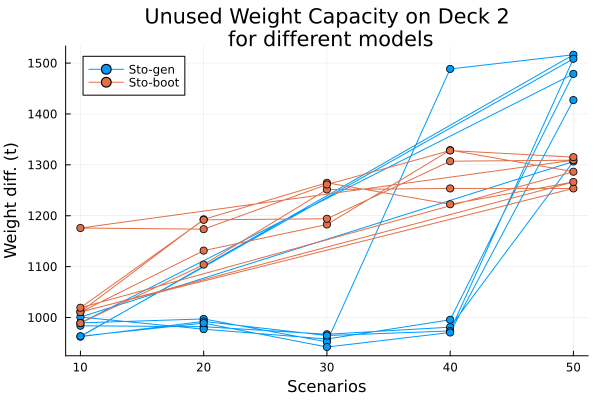 Unused Weight Capacity on Deck 2
for different models
Sto-gen
Sto-boot
Weight diff. (t)
1500
1400
1300
1200
1100
1000
10 20 30 40 50
Scenarios